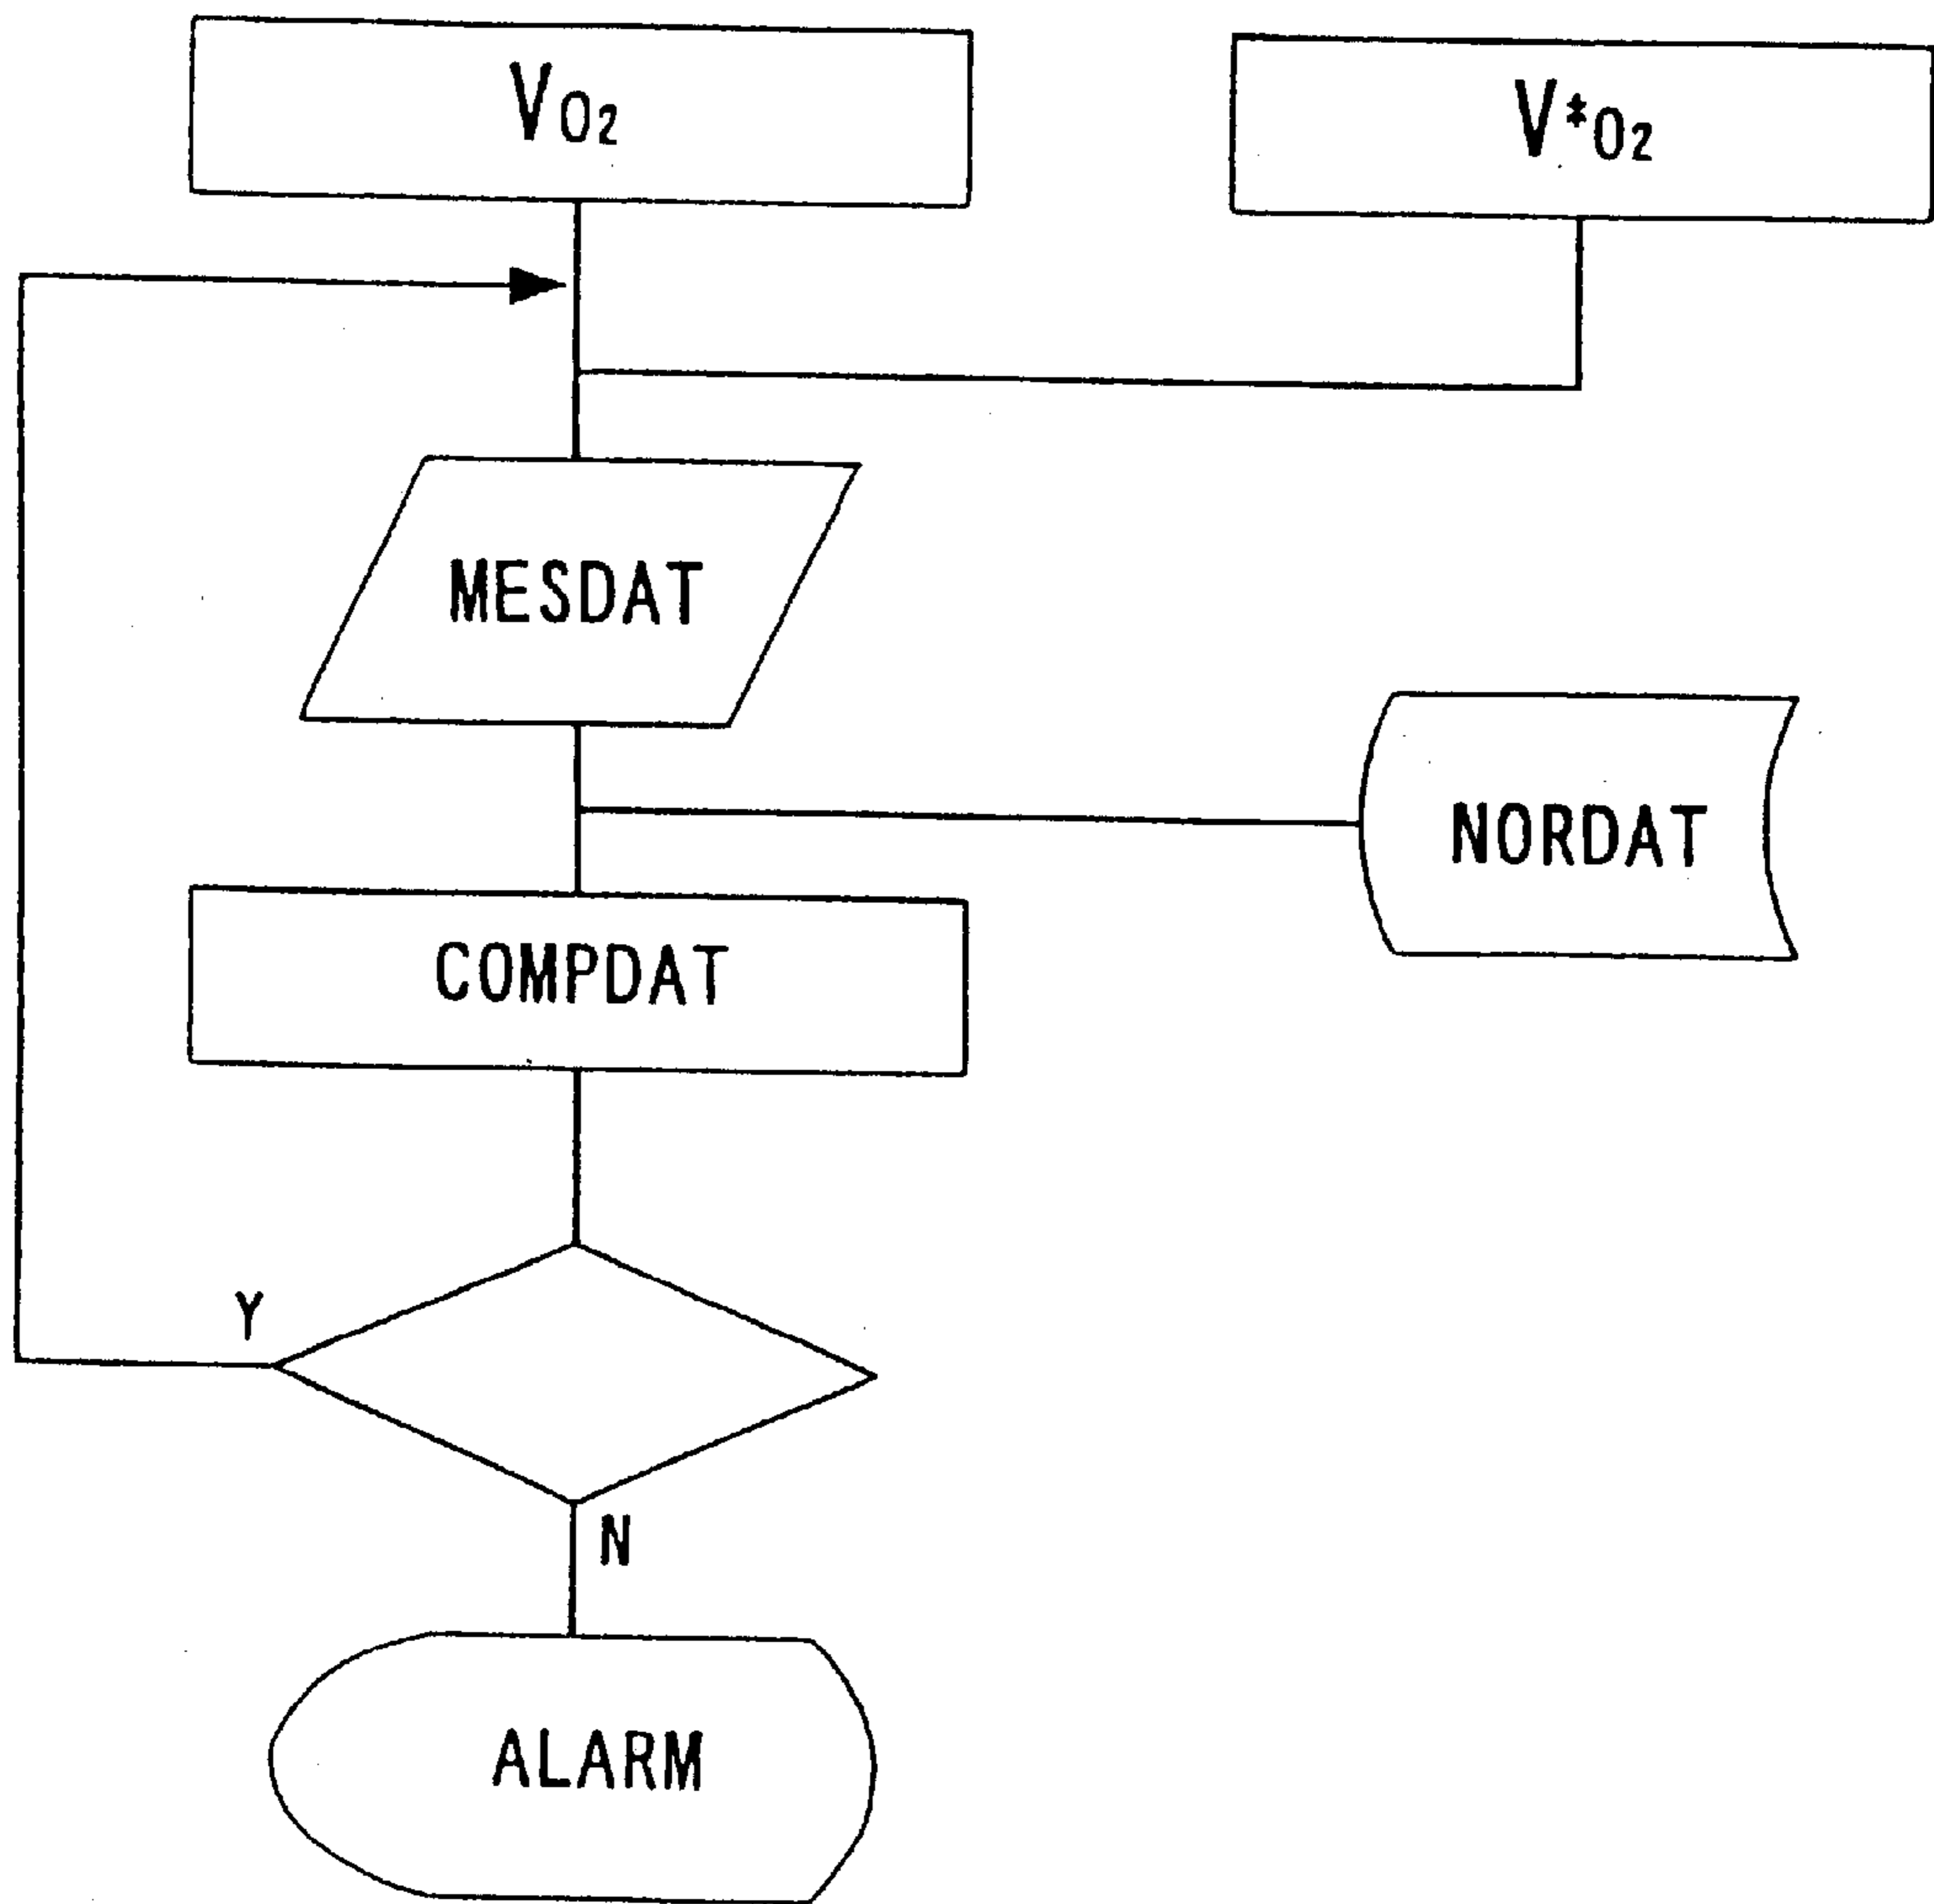 VO₂
V*O₂
MESDAT
NORDAT
COMPDAT
Y
N
ALARM